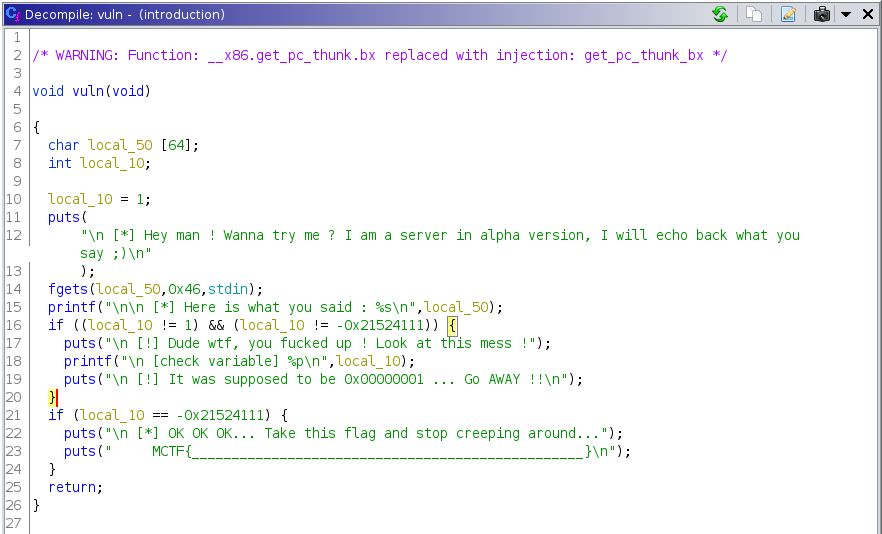 Decompile: vuln - (introduction)
1
2 /* WARNING: Function: __x86.get_pc_thunk.bx replaced with injection: get_pc_thunk_bx */
3
4 void vuln(void)
5
6 {
7 char local_50 [64];
8 int local_10;
9
10 local_10 = 1;
11 puts(
12 "\n [*] Hey man ! Wanna try me ? I am a server in alpha version, I will echo back what you
say ;)\n"
13 );
14 fgets(local_50,0x46,stdin);
15 printf("\n\n [*] Here is what you said : %s\n",local_50);
16 if ((local_10 != 1) && (local_10 != -0x21524111)) {
17 puts("\n [!] Dude wtf, you fucked up ! Look at this mess !");
18 printf("\n [check variable] %p\n",local_10);
19 puts("\n [!] It was supposed to be 0x00000001 ... Go AWAY !!\n");
20 }
21 if (local_10 == -0x21524111) {
22 puts("\n [*] OK OK OK... Take this flag and stop creeping around...");
23 puts("     MCTF{_________________________________________________}\n");
24 }
25 return;
26 }
27